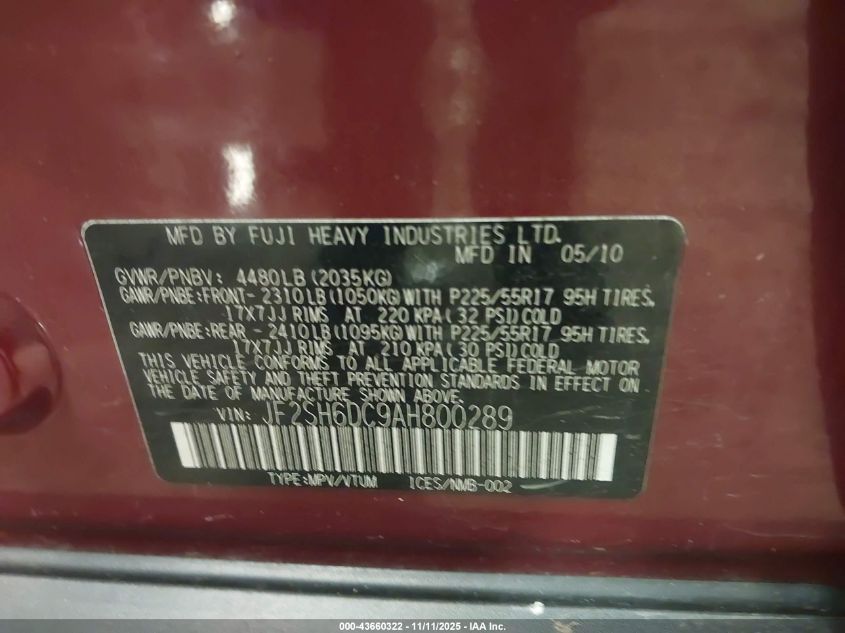 MFD BY FUJI HEAVY INDUSTRIES LTD.
MFD IN 05/10
GVWR/PNBV: 4480LB(2035KG)
GAWR/PNBE:FRONT-2310LB(1050KG)WITH P225/55R17 95H TIRES,
17X7JJ RIMS AT 220 KPA( 32 PSI)COLD
GAWR/PNBE:REAR -2410LB(1095KG)WITH P225/55R17 95H TIRES,
17X7JJ RIMS AT 210 KPA( 30 PSI)COLD
THIS VEHICLE CONFORMS TO ALL APPLICABLE FEDERAL MOTOR
VEHICLE SAFETY AND THEFT PREVENTION STANDARDS IN EFFECT ON
THE DATE OF MANUFACTURE SHOWN ABOVE.
VIN: JF2SH6DC9AH800289
TYPE:MPV/VTUM ICES/NMB-002
000-43660322 - 11/11/2025 - IAA Inc.